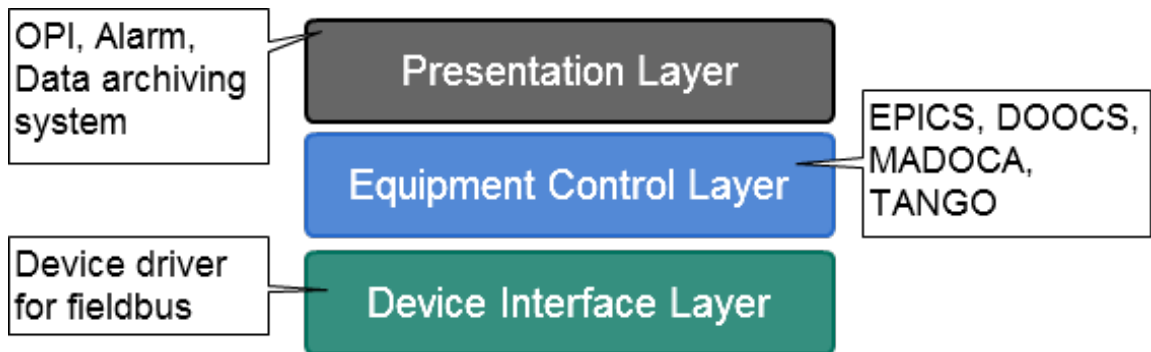 OPI, Alarm,
Data archiving
system
Presentation Layer
EPICS, DOOCS,
MADOCA,
TANGO
Equipment Control Layer
Device driver
for fieldbus
Device Interface Layer